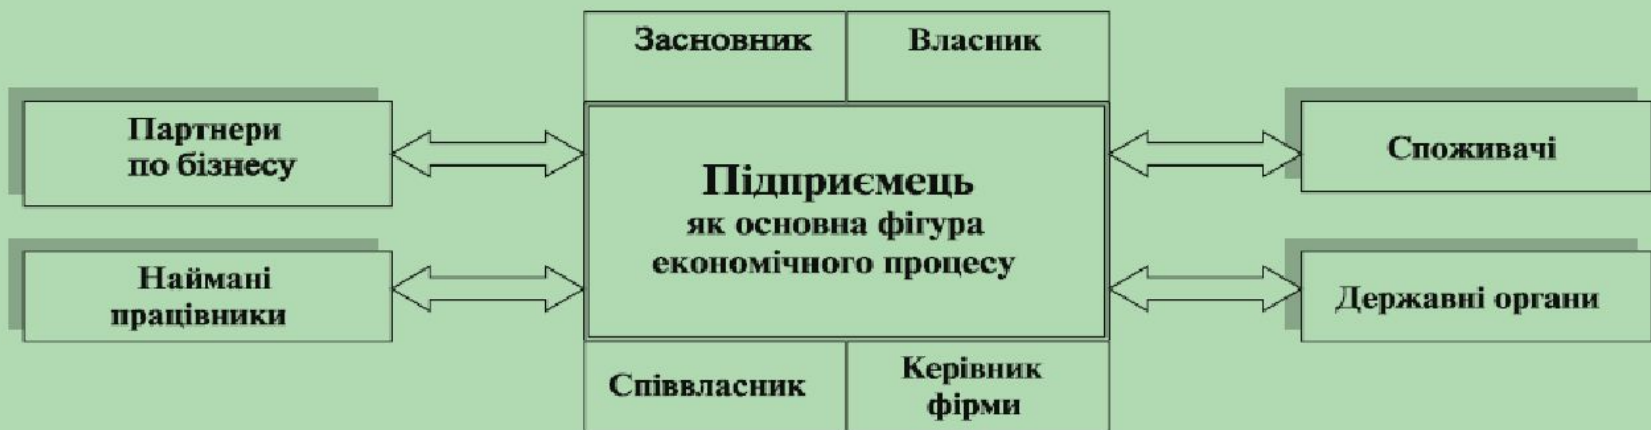 Засновник
Власник
Партнери
по бізнесу
Підприємець
як основна фігура
економічного процесу
Споживачі
Наймані
працівники
Державні органи
Співвласник
Керівник
фірми